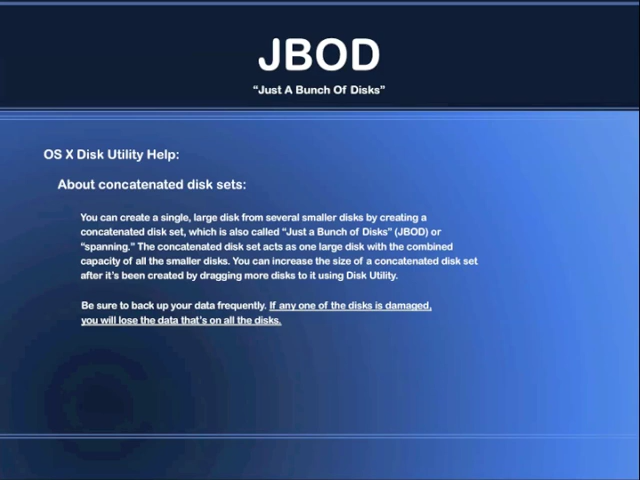 JBOD
“Just A Bunch Of Disks”
OS X Disk Utility Help:
About concatenated disk sets:
You can create a single, large disk from several smaller disks by creating a
concatenated disk set, which is also called “Just a Bunch of Disks” (JBOD) or
“spanning.” The concatenated disk set acts as one large disk with the combined
capacity of all the smaller disks. You can increase the size of a concatenated disk set
after it’s been created by dragging more disks to it using Disk Utility.
Be sure to back up your data frequently. If any one of the disks is damaged,
you will lose the data that’s on all the disks.